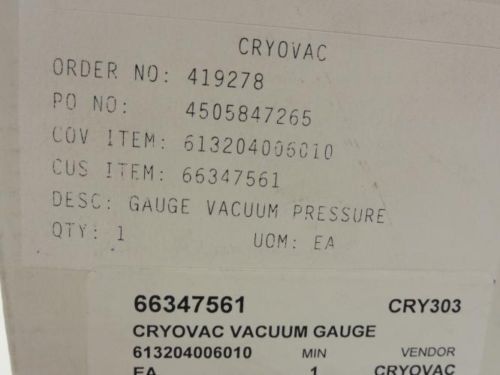 CRYOVAC
ORDER NO: 419278
PO NO: 4505847265
COV ITEM: 613204006010
CUS ITEM: 66347561
DESC: GAUGE VACUUM PRESSURE
QTY: 1 UOM: EA
66347561 CRY303
CRYOVAC VACUUM GAUGE
613204006010 MIN VENDOR
EA 1 CRYOVAC